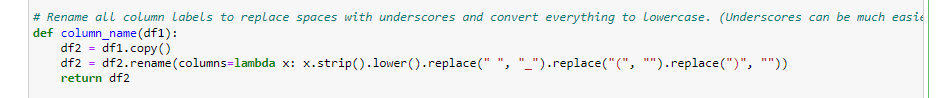 # Rename all column labels to replace spaces with underscores and convert everything to lowercase. (Underscores can be much
def column_name(df1):
    df2 = df1.copy()
    df2 = df2.rename(columns=lambda x: x.strip().lower().replace(" ", "_").replace("(", "").replace(")", ""))
    return df2